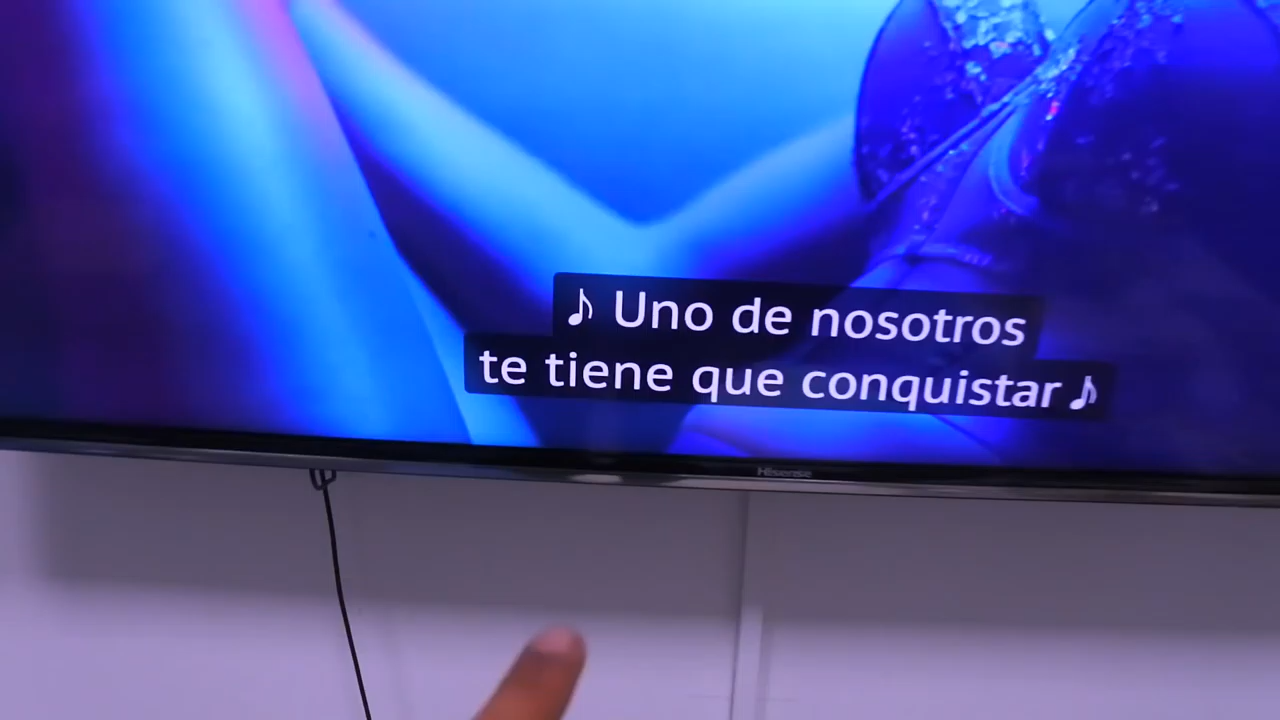 ♪ Uno de nosotros
te tiene que conquistar ♪
Hisense